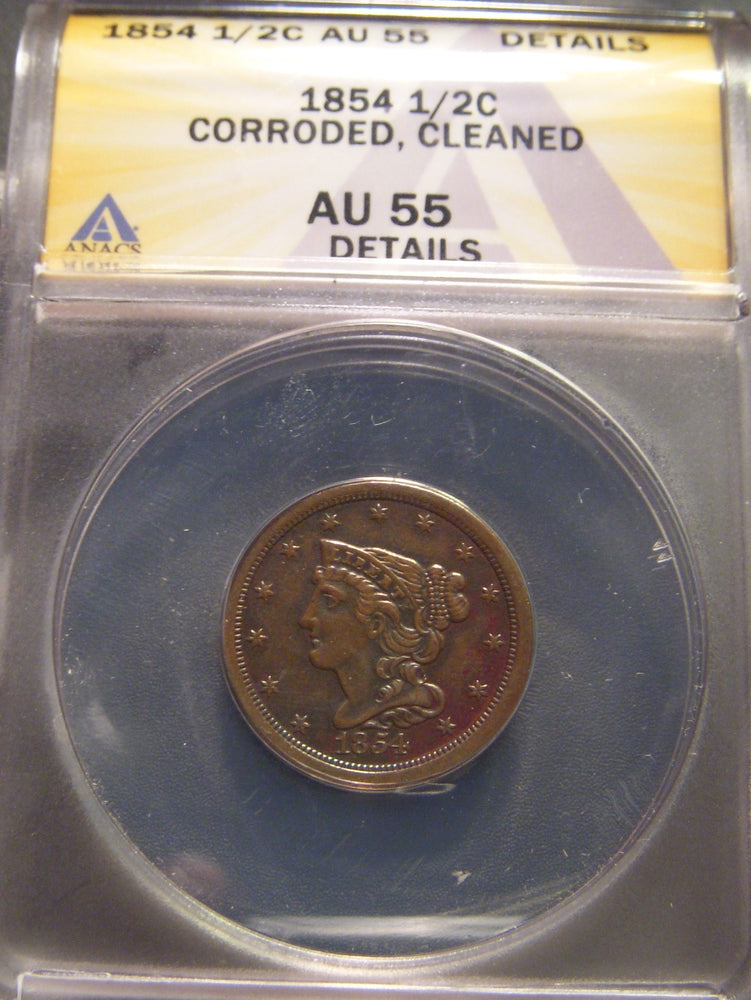 1854 1/2C AU 55 DETAILS
1854 1/2C
CORRODED, CLEANED
AU 55
DETAILS
ANACS
LIBERTY
1854